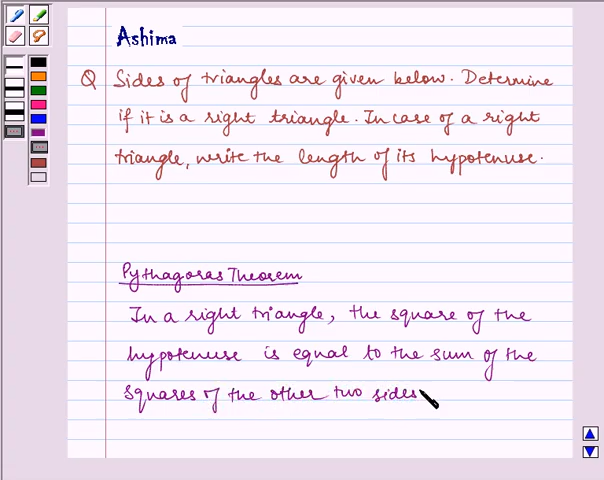 Ashima
Q Sides of triangles are given below. Determine
if it is a right triangle. In case of a right
triangle, write the length of its hypotenuse.
Pythagoras Theorem
In a right triangle, the square of the
hypotenuse is equal to the sum of the
squares of the other two sides